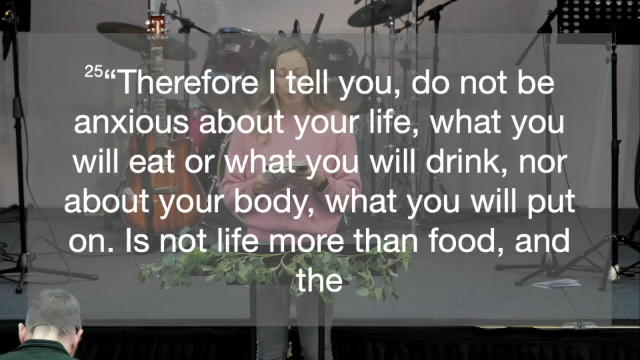 25“Therefore I tell you, do not be
anxious about your life, what you
will eat or what you will drink, nor
about your body, what you will put
on. Is not life more than food, and
the